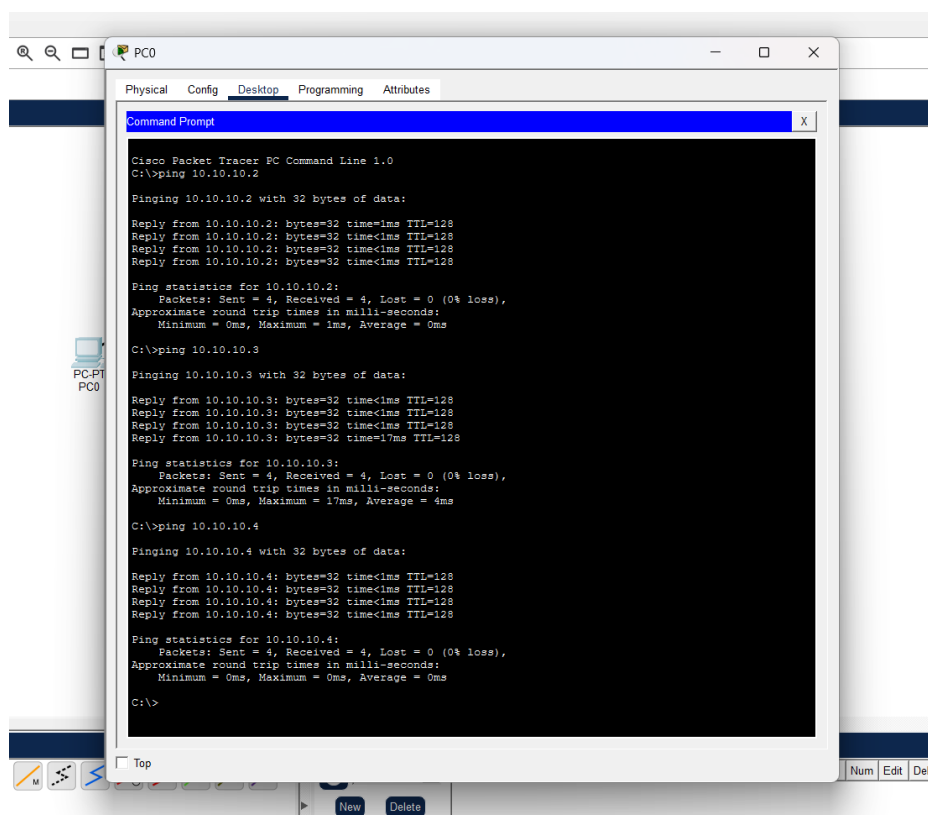 PC0
Physical Config Desktop Programming Attributes
Command Prompt X
Cisco Packet Tracer PC Command Line 1.0
C:\>ping 10.10.10.2
Pinging 10.10.10.2 with 32 bytes of data:
Reply from 10.10.10.2: bytes=32 time=1ms TTL=128
Reply from 10.10.10.2: bytes=32 time<1ms TTL=128
Reply from 10.10.10.2: bytes=32 time<1ms TTL=128
Reply from 10.10.10.2: bytes=32 time<1ms TTL=128
Ping statistics for 10.10.10.2:
Packets: Sent = 4, Received = 4, Lost = 0 (0% loss),
Approximate round trip times in milli-seconds:
Minimum = 0ms, Maximum = 1ms, Average = 0ms
C:\>ping 10.10.10.3
Pinging 10.10.10.3 with 32 bytes of data:
Reply from 10.10.10.3: bytes=32 time<1ms TTL=128
Reply from 10.10.10.3: bytes=32 time<1ms TTL=128
Reply from 10.10.10.3: bytes=32 time<1ms TTL=128
Reply from 10.10.10.3: bytes=32 time=17ms TTL=128
Ping statistics for 10.10.10.3:
Packets: Sent = 4, Received = 4, Lost = 0 (0% loss),
Approximate round trip times in milli-seconds:
Minimum = 0ms, Maximum = 17ms, Average = 4ms
C:\>ping 10.10.10.4
Pinging 10.10.10.4 with 32 bytes of data:
Reply from 10.10.10.4: bytes=32 time<1ms TTL=128
Reply from 10.10.10.4: bytes=32 time<1ms TTL=128
Reply from 10.10.10.4: bytes=32 time<1ms TTL=128
Reply from 10.10.10.4: bytes=32 time<1ms TTL=128
Ping statistics for 10.10.10.4:
Packets: Sent = 4, Received = 4, Lost = 0 (0% loss),
Approximate round trip times in milli-seconds:
Minimum = 0ms, Maximum = 0ms, Average = 0ms
C:\>
PC-PT
PC0
Top
M
Num Edit
New Delete